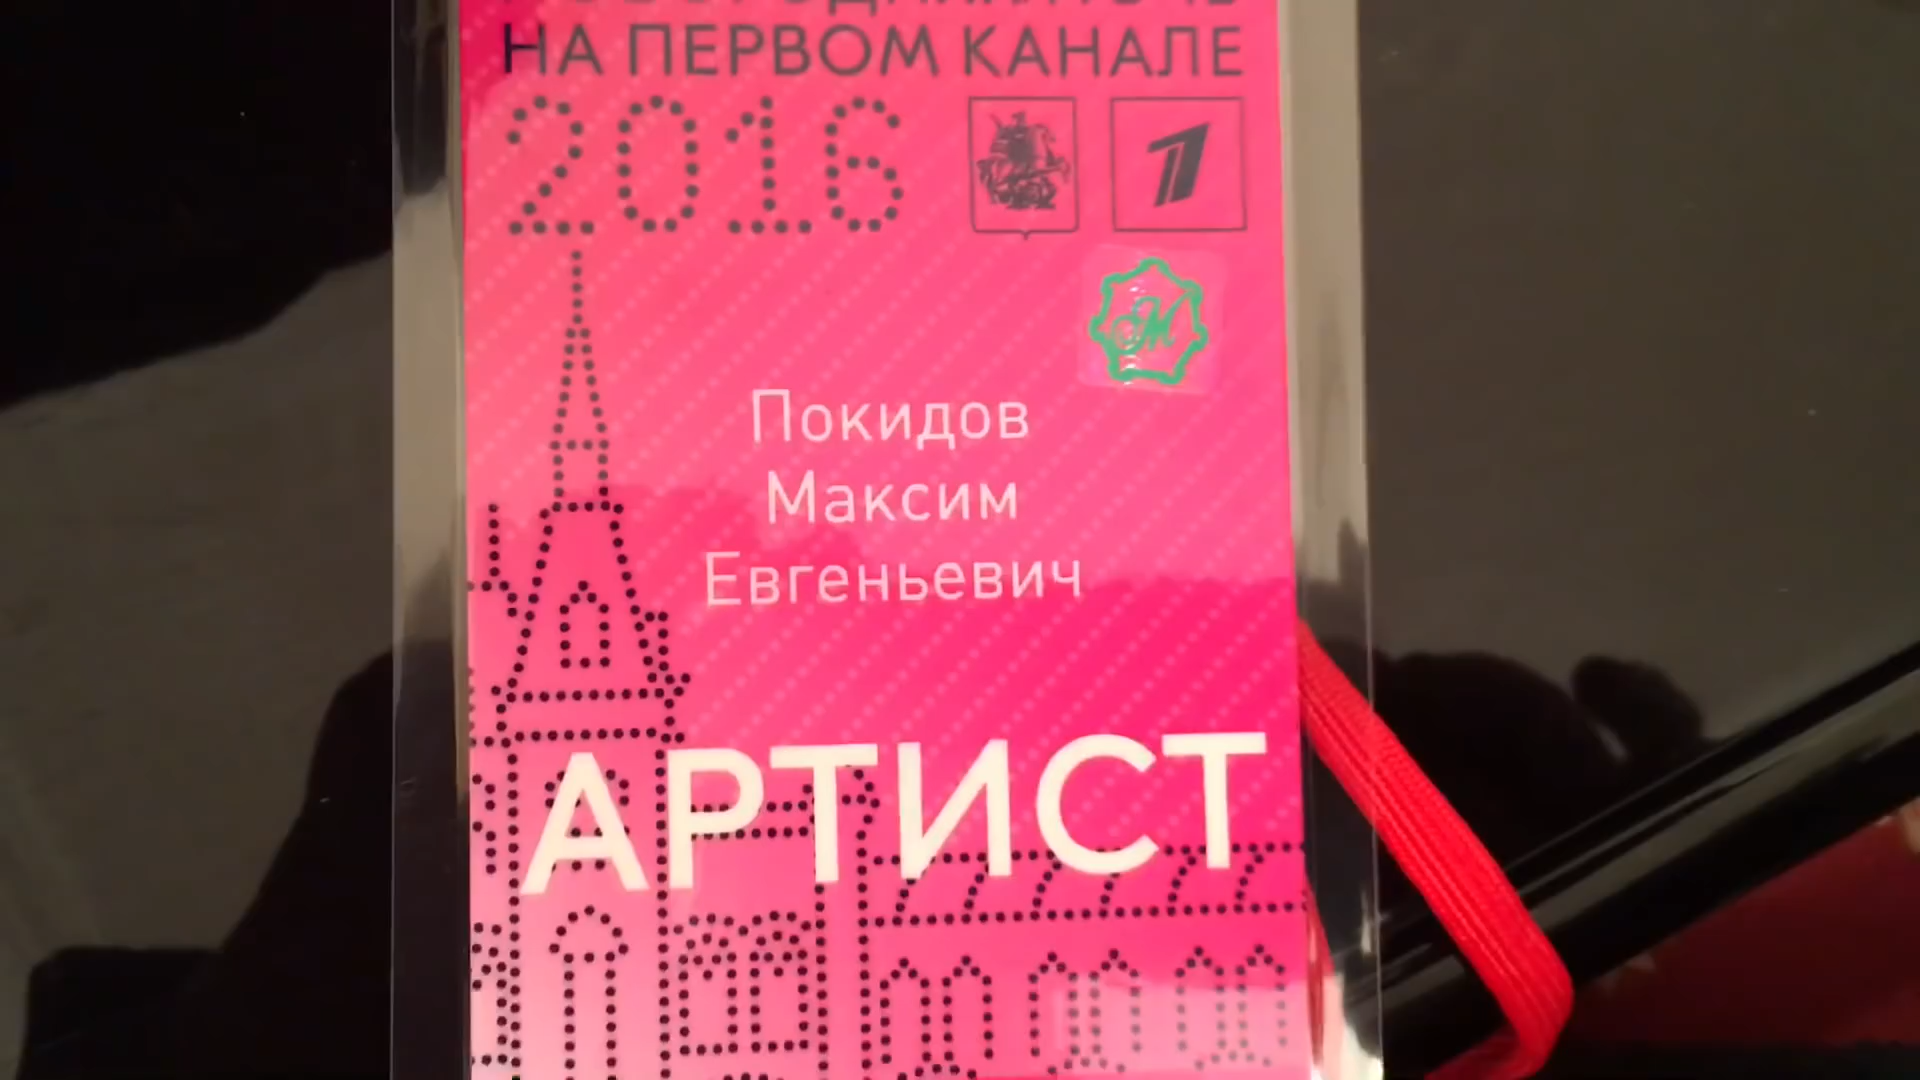 НА ПЕРВОМ КАНАЛЕ
2016
Покидов
Максим
Евгеньевич
АРТИСТ